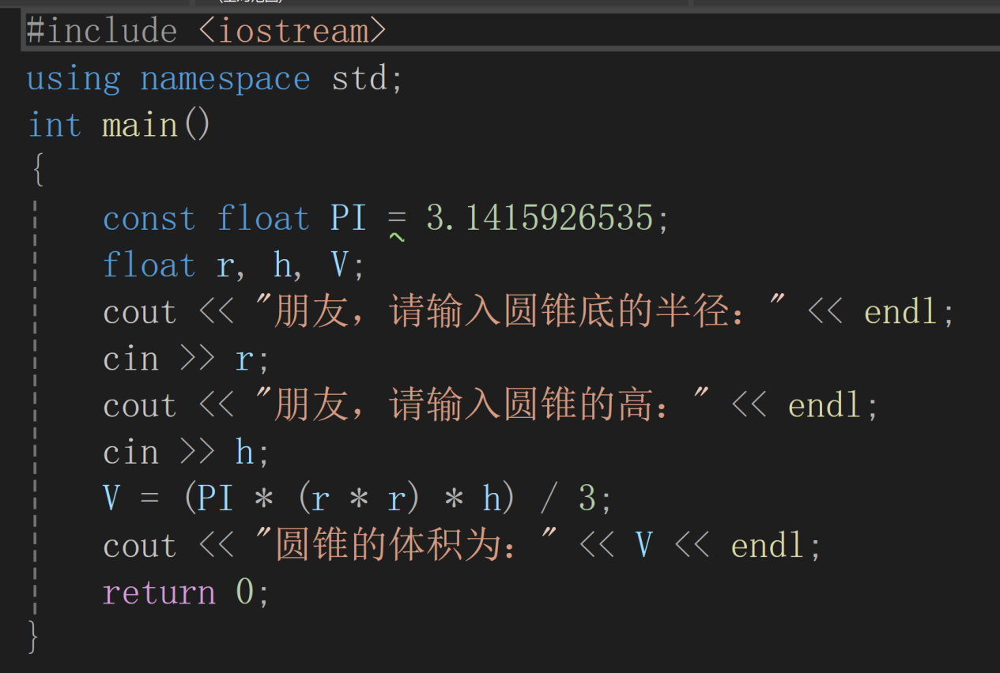 #include <iostream>
using namespace std;
int main()
{
const float PI = 3.1415926535;
float r, h, V;
cout << "朋友，请输入圆锥底的半径：" << endl;
cin >> r;
cout << "朋友，请输入圆锥的高：" << endl;
cin >> h;
V = (PI * (r * r) * h) / 3;
cout << "圆锥的体积为：" << V << endl;
return 0;
}